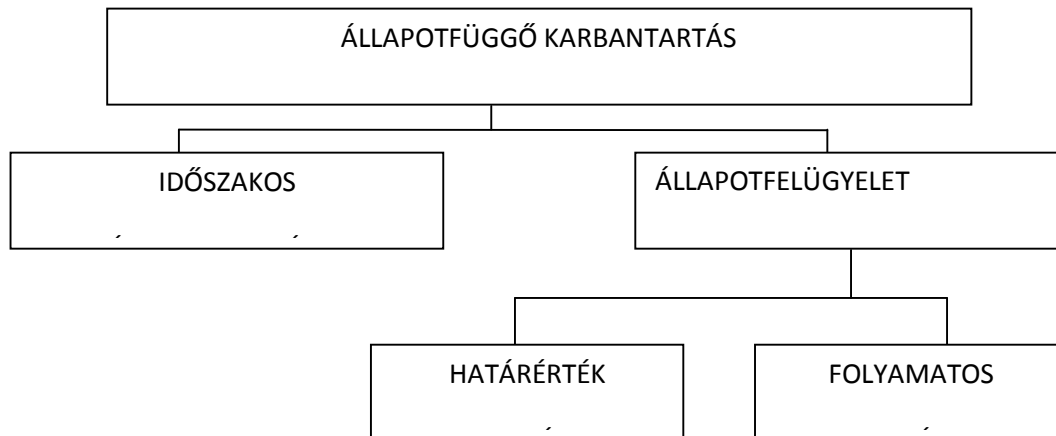 ÁLLAPOTFÜGGŐ KARBANTARTÁS
IDŐSZAKOS
ÁLLAPOTFELÜGYELET
HATÁRÉRTÉK
FOLYAMATOS